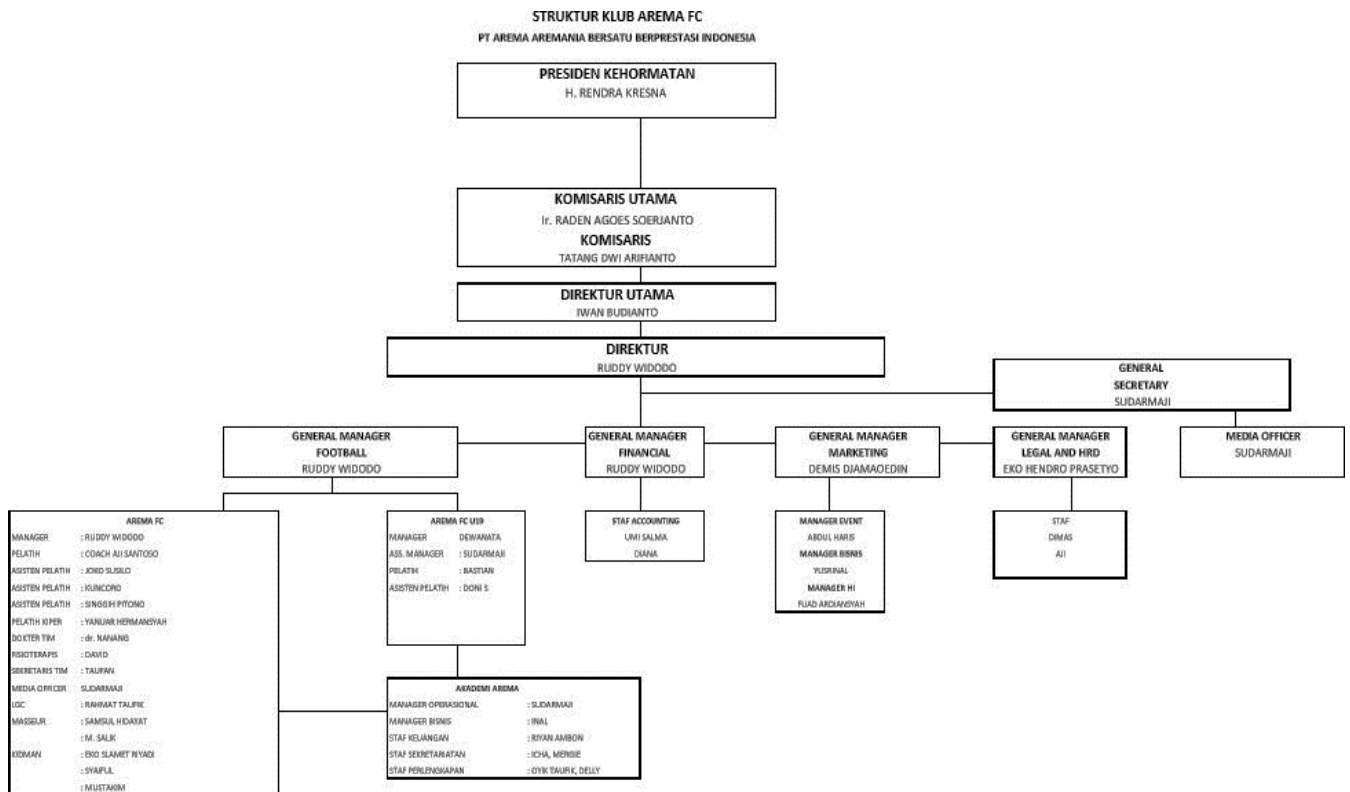 STRUKTUR KLUB AREMA FC
PT AREMA AREMANIA BERSATU BERPRESTASI INDONESIA
PRESIDEN KEHORMATAN
H. RENDRA KRESNA
KOMISARIS UTAMA
Ir. RADEN AGOES SOERJANTO
KOMISARIS
TATANG DWI ARIFIANTO
DIREKTUR UTAMA
IWAN BUDIANTO
DIREKTUR
RUDDY WIDODO
GENERAL
SECRETARY
SUDARMAJI
GENERAL MANAGER
FOOTBALL
RUDDY WIDODO
GENERAL MANAGER
FINANCIAL
RUDDY WIDODO
GENERAL MANAGER
MARKETING
DEMIS DJAMAOEDIN
GENERAL MANAGER
LEGAL AND HRD
EKO HENDRO PRASETYO
MEDIA OFFICER
SUDARMAJI
AREMA FC
MANAGER : RUDDY WIDODO
PELATIH : COACH AJI SANTOSO
ASISTEN PELATIH : JOKO SUSILO
ASISTEN PELATIH : KUNCORO
ASISTEN PELATIH : SINGGIH PITONO
PELATIH KIPER : YANUAR HERMANSYAH
DOKTER TIM : dr. NANANG
FISIOTERAPIS : DAVID
SEKRETARIS TIM : TAUFAN
MEDIA OFFICER SUDARMAJI
LOC : RAHMAT TAUFIK
MASSEUR : SAMSUL HIDAYAT
: M. SALIK
KIDMAN : EKO SLAMET RIYADI
: SYAIFUL
: MUSTAKIM
AREMA FC U19
MANAGER DEWANATA
ASS. MANAGER : SUDARMAJI
PELATIH : BASTIAN
ASISTEN PELATIH : DONI S
STAF ACCOUNTING
UMI SALMA
DIANA
MANAGER EVENT
ABDUL HARIS
MANAGER BISNIS
YUSRINAL
MANAGER HI
FUAD ARDIANSYAH
STAF
DIMAS
AJI
AKADEMI AREMA
MANAGER OPERASIONAL : SUDARMAJI
MANAGER BISNIS : INAL
STAF KEUANGAN : RIYAN AMBON
STAF SEKRETARIATAN : ICHA, MERGIE
STAF PERLENGKAPAN : OYIK TAUFIK, DELLY